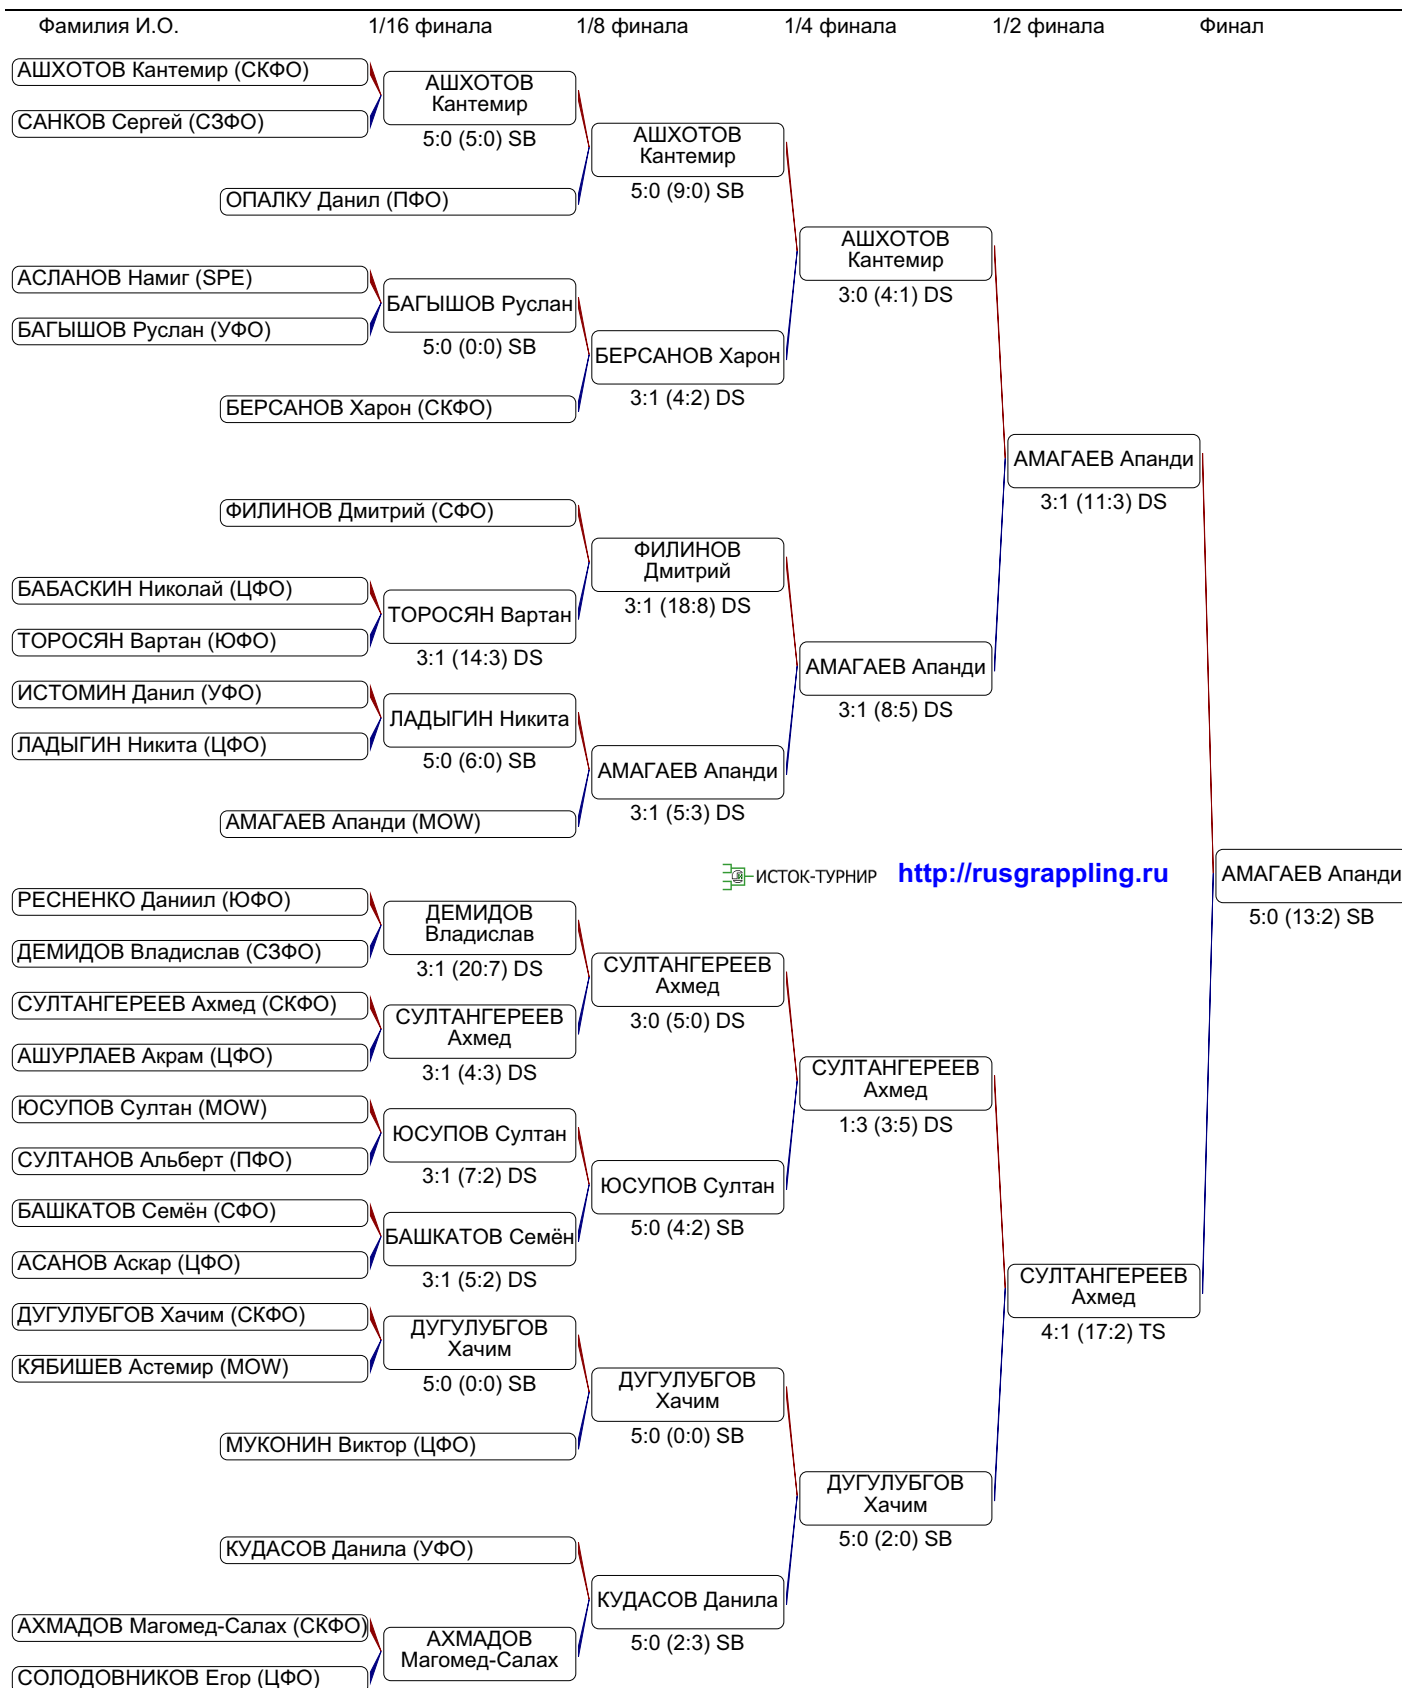 Фамилия И.О. 1/16 финала 1/8 финала 1/4 финала 1/2 финала Финал
АШХОТОВ Кантемир (СКФО)
САНКОВ Сергей (СЗФО)
АШХОТОВ
Кантемир
5:0 (5:0) SB
ОПАЛКУ Данил (ПФО)
АШХОТОВ
Кантемир
5:0 (9:0) SB
АСЛАНОВ Намиг (SPE)
БАГЫШОВ Руслан (УФО)
БАГЫШОВ Руслан
5:0 (0:0) SB
БЕРСАНОВ Харон (СКФО)
БЕРСАНОВ Харон
3:1 (4:2) DS
АШХОТОВ
Кантемир
3:0 (4:1) DS
ФИЛИНОВ Дмитрий (СФО)
БАБАСКИН Николай (ЦФО)
ТОРОСЯН Вартан (ЮФО)
ТОРОСЯН Вартан
3:1 (14:3) DS
ФИЛИНОВ
Дмитрий
3:1 (18:8) DS
ИСТОМИН Данил (УФО)
ЛАДЫГИН Никита (ЦФО)
ЛАДЫГИН Никита
5:0 (6:0) SB
АМАГАЕВ Апанди (MOW)
АМАГАЕВ Апанди
3:1 (5:3) DS
АМАГАЕВ Апанди
3:1 (8:5) DS
АМАГАЕВ Апанди
3:1 (11:3) DS
ИСТОК-ТУРНИР http://rusgrappling.ru
АМАГАЕВ Апанди
5:0 (13:2) SB
РЕСНЕНКО Даниил (ЮФО)
ДЕМИДОВ Владислав (СЗФО)
ДЕМИДОВ
Владислав
3:1 (20:7) DS
СУЛТАНГЕРЕЕВ Ахмед (СКФО)
АШУРЛАЕВ Акрам (ЦФО)
СУЛТАНГЕРЕЕВ
Ахмед
3:1 (4:3) DS
СУЛТАНГЕРЕЕВ
Ахмед
3:0 (5:0) DS
ЮСУПОВ Султан (MOW)
СУЛТАНОВ Альберт (ПФО)
ЮСУПОВ Султан
3:1 (7:2) DS
БАШКАТОВ Семён (СФО)
АСАНОВ Аскар (ЦФО)
БАШКАТОВ Семён
3:1 (5:2) DS
ЮСУПОВ Султан
5:0 (4:2) SB
СУЛТАНГЕРЕЕВ
Ахмед
1:3 (3:5) DS
ДУГУЛУБГОВ Хачим (СКФО)
КЯБИШЕВ Астемир (MOW)
ДУГУЛУБГОВ
Хачим
5:0 (0:0) SB
МУКОНИН Виктор (ЦФО)
ДУГУЛУБГОВ
Хачим
5:0 (0:0) SB
КУДАСОВ Данила (УФО)
АХМАДОВ Магомед-Салах (СКФО)
СОЛОДОВНИКОВ Егор (ЦФО)
АХМАДОВ
Магомед-Салах
КУДАСОВ Данила
5:0 (2:3) SB
ДУГУЛУБГОВ
Хачим
5:0 (2:0) SB
СУЛТАНГЕРЕЕВ
Ахмед
4:1 (17:2) TS